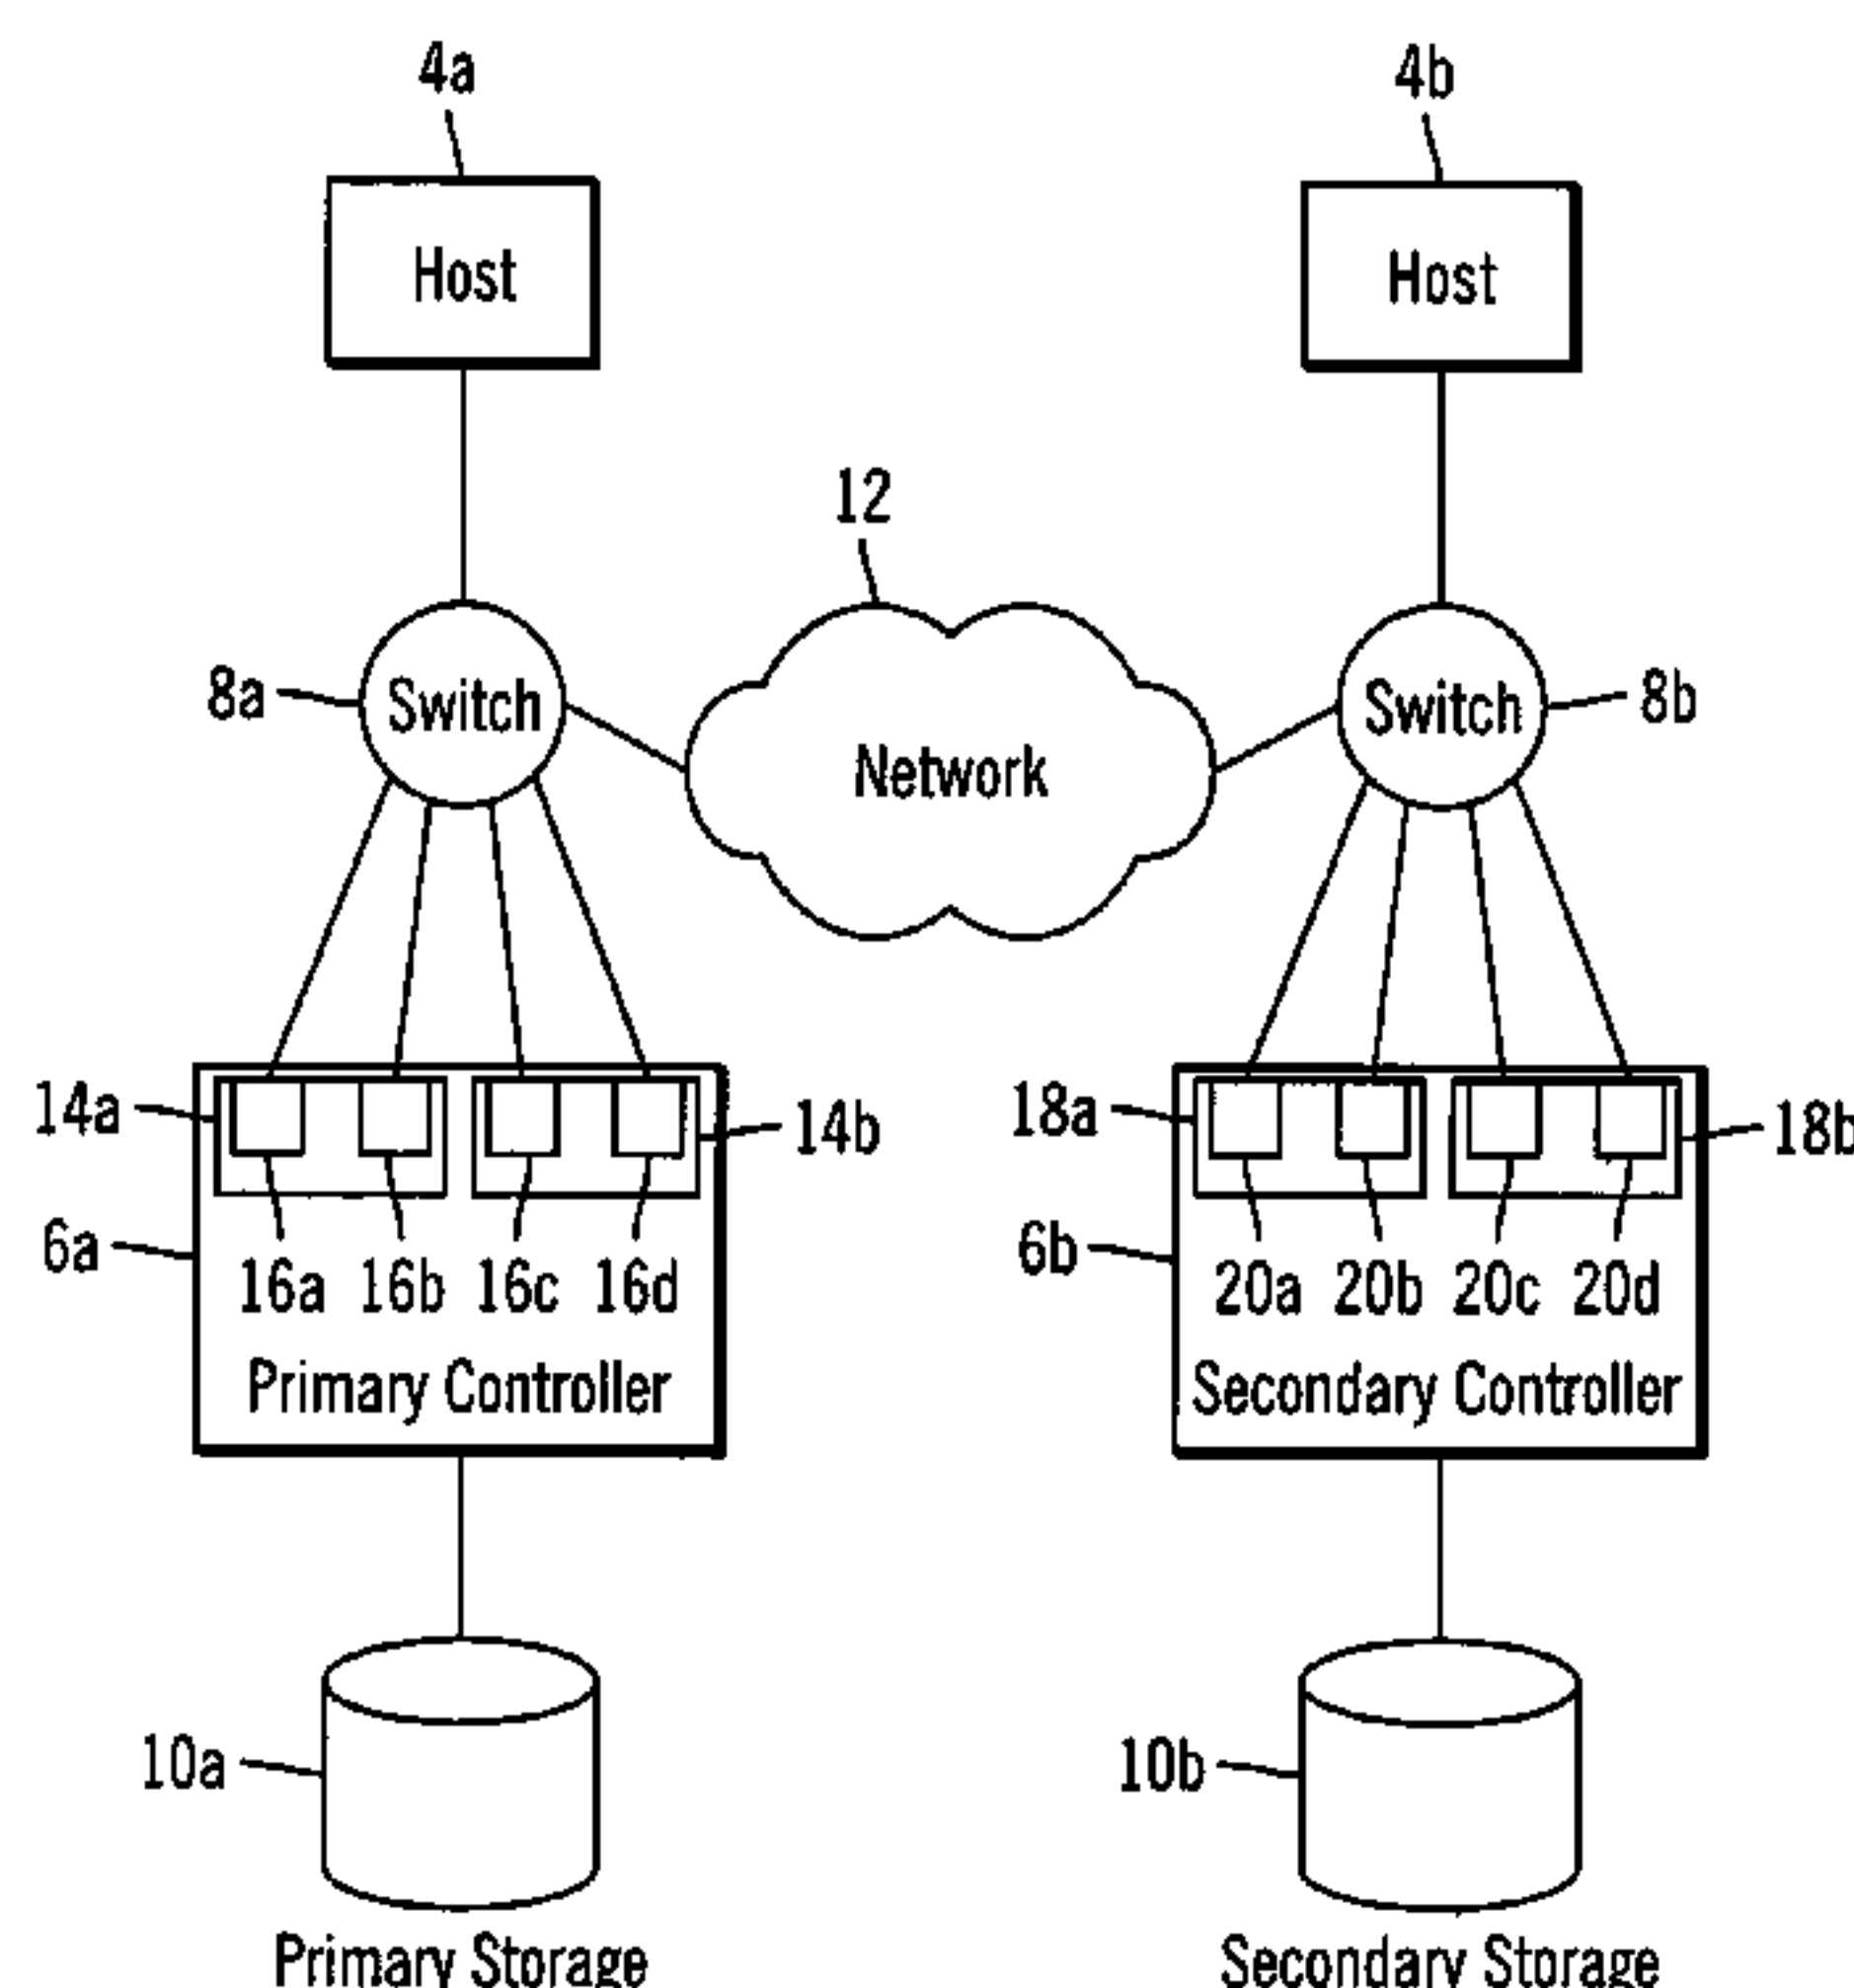 4a
4b
Host
Host
12
8a
Switch
Network
Switch
8b
14a
14b
18a
18b
6a
16a 16b 16c 16d
6b
20a 20b 20c 20d
Primary Controller
Secondary Controller
10a
10b
Primary Storage
Secondary Storage